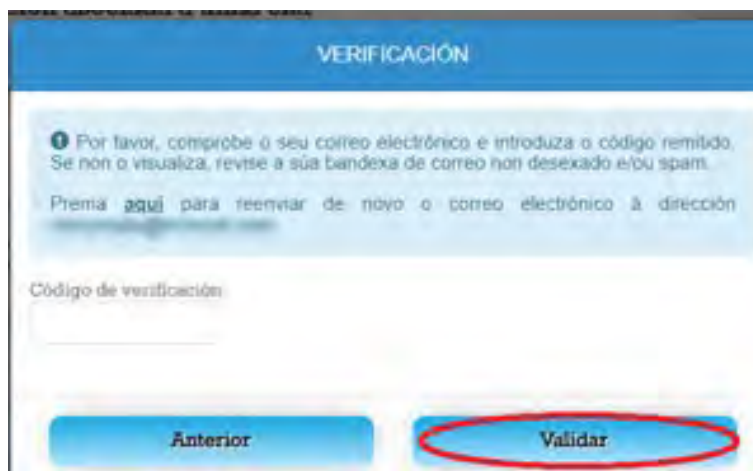 VERIFICACIÓN
Por favor, comprobe o seu correo electrónico e introduza o código remitido.
Se non o visualiza, revise a súa bandexa de correo non desexado e/ou spam.
Prema aquí para reenviar de novo o correo electrónico á dirección
Código de verificación
Anterior
Validar